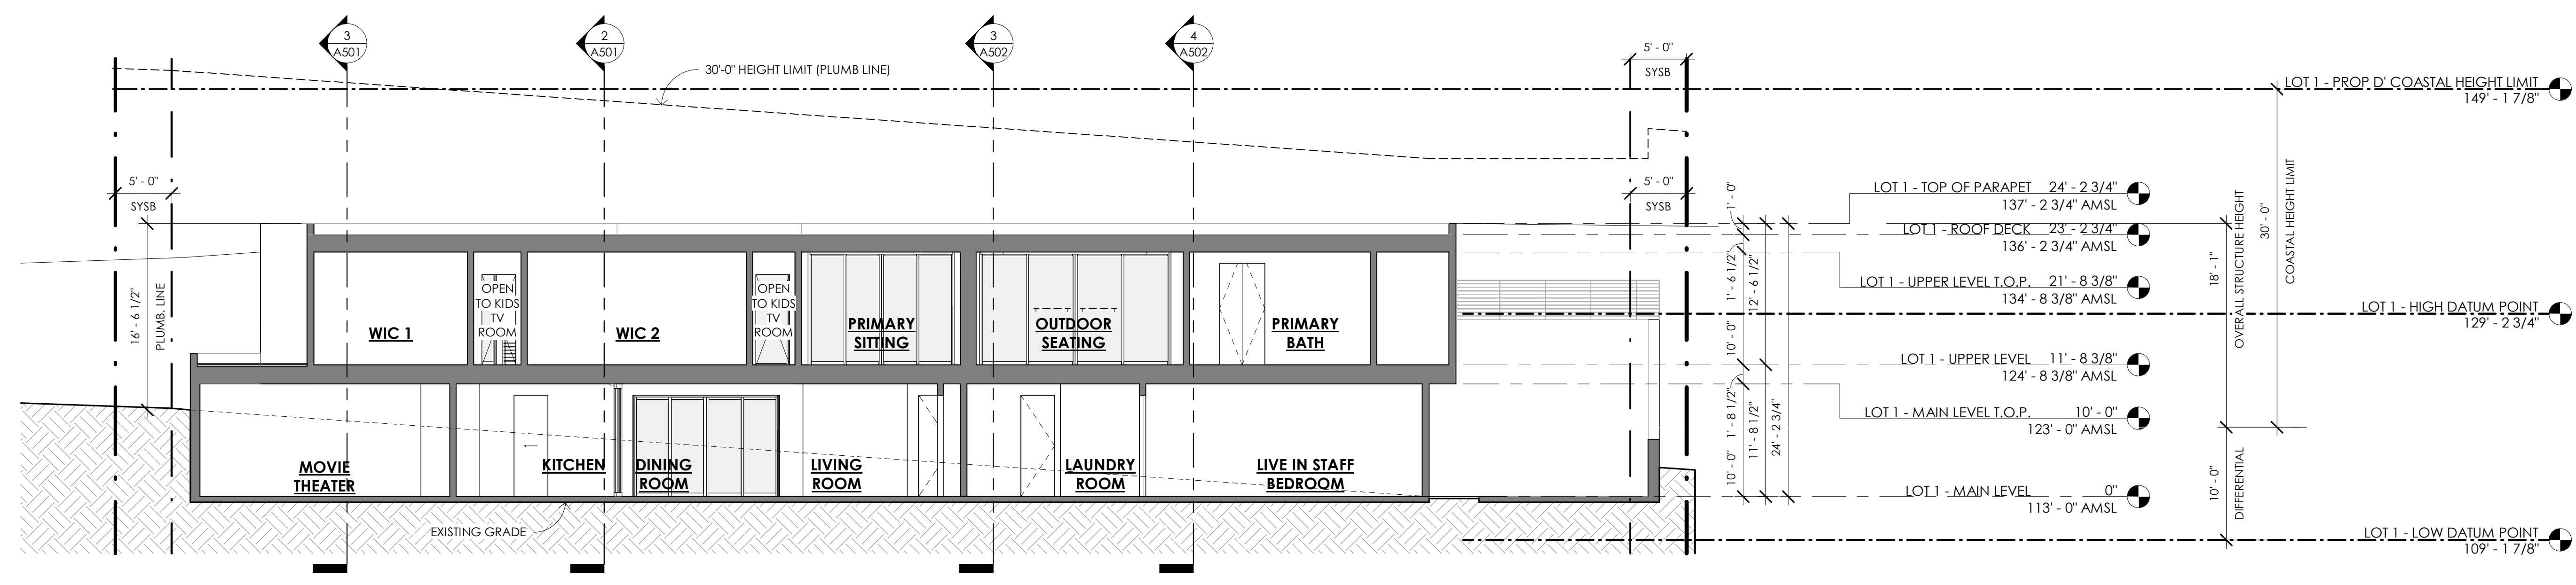 3
A501
2
A501
3
A502
4
A502
30'-0" HEIGHT LIMIT (PLUMB LINE)
5' - 0"
SYSB
LOT 1 - PROP D' COASTAL HEIGHT LIMIT
149' - 1 7/8"
5' - 0"
SYSB
5' - 0"
SYSB
16' - 6 1/2"
PLUMB. LINE
WIC 1
OPEN
TO KIDS
TV
ROOM
WIC 2
OPEN
TO KIDS
TV
ROOM
PRIMARY
SITTING
OUTDOOR
SEATING
PRIMARY
BATH
MOVIE
THEATER
KITCHEN
DINING
ROOM
LIVING
ROOM
LAUNDRY
ROOM
LIVE IN STAFF
BEDROOM
EXISTING GRADE
1' - 0"
1' - 6 1/2"
12' - 6 1/2"
10' - 0"
1' - 8 1/2"
10' - 0"
11' - 8 1/2"
24' - 2 3/4"
LOT 1 - TOP OF PARAPET 24' - 2 3/4"
137' - 2 3/4" AMSL
LOT 1 - ROOF DECK 23' - 2 3/4"
136' - 2 3/4" AMSL
LOT 1 - UPPER LEVEL T.O.P. 21' - 8 3/8"
134' - 8 3/8" AMSL
LOT 1 - UPPER LEVEL 11' - 8 3/8"
124' - 8 3/8" AMSL
LOT 1 - MAIN LEVEL T.O.P. 10' - 0"
123' - 0" AMSL
LOT 1 - MAIN LEVEL 0"
113' - 0" AMSL
18' - 1"
OVERALL STRUCTURE HEIGHT
30' - 0"
COASTAL HEIGHT LIMIT
10' - 0"
DIFFERENTIAL
LOT 1 - HIGH DATUM POINT
129' - 2 3/4"
LOT 1 - LOW DATUM POINT
109' - 1 7/8"